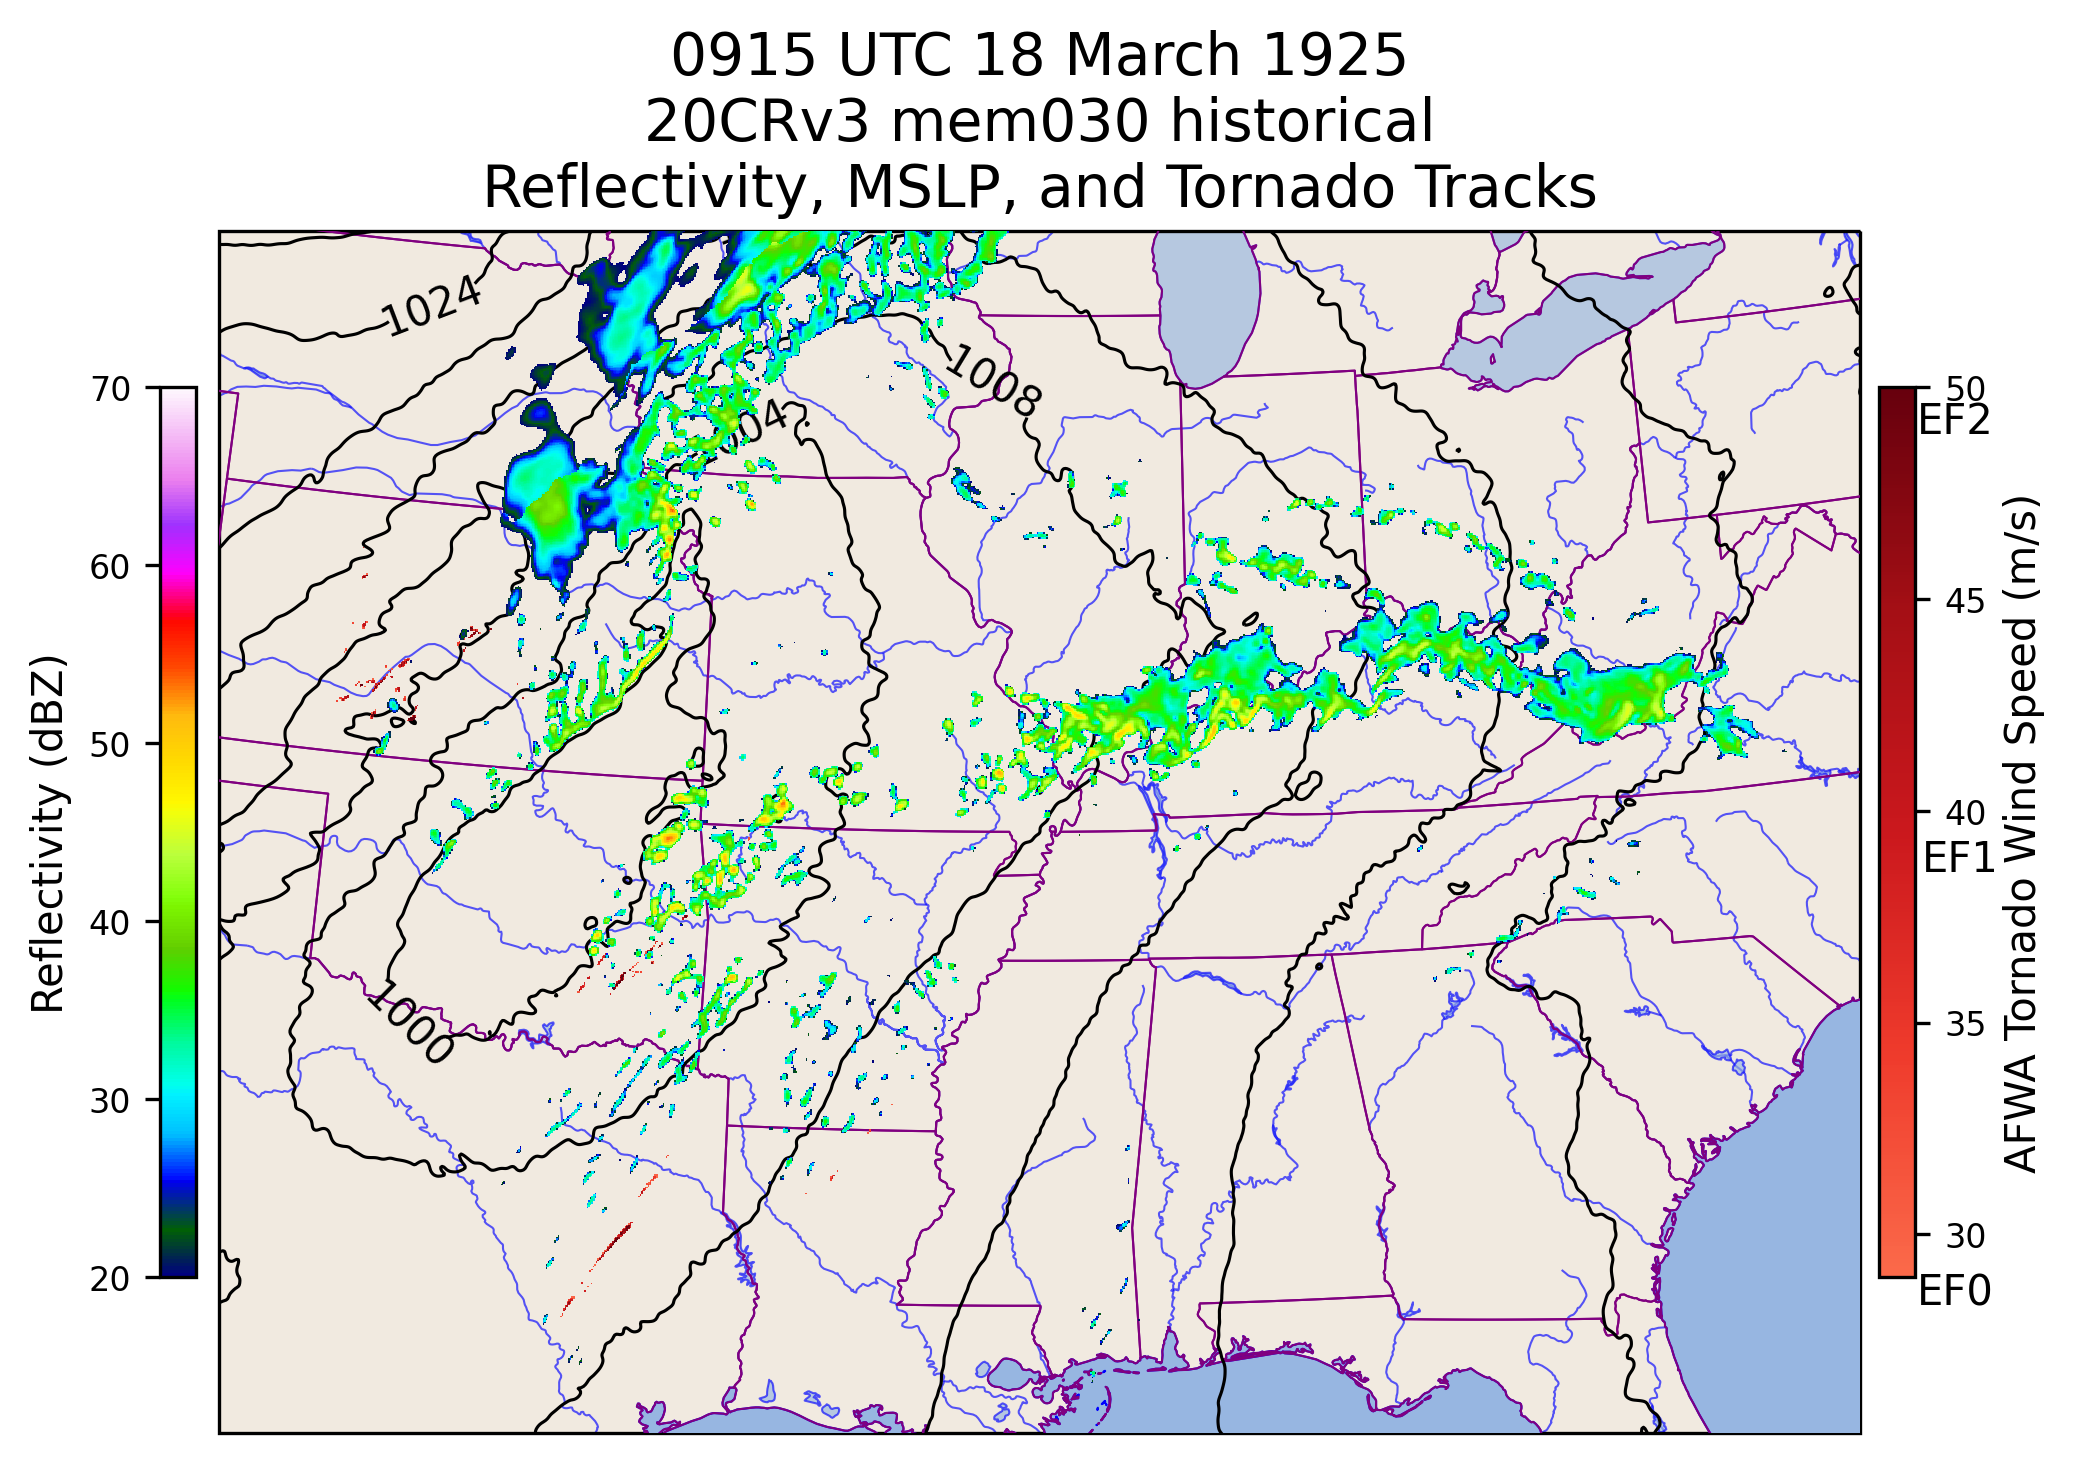 0915 UTC 18 March 1925
20CRv3 mem030 historical
Reflectivity, MSLP, and Tornado Tracks
1024
1008
1000
70
60
50
40
30
20
Reflectivity (dBZ)
50
EF2
45
40
EF1
35
30
EF0
AFWA Tornado Wind Speed (m/s)